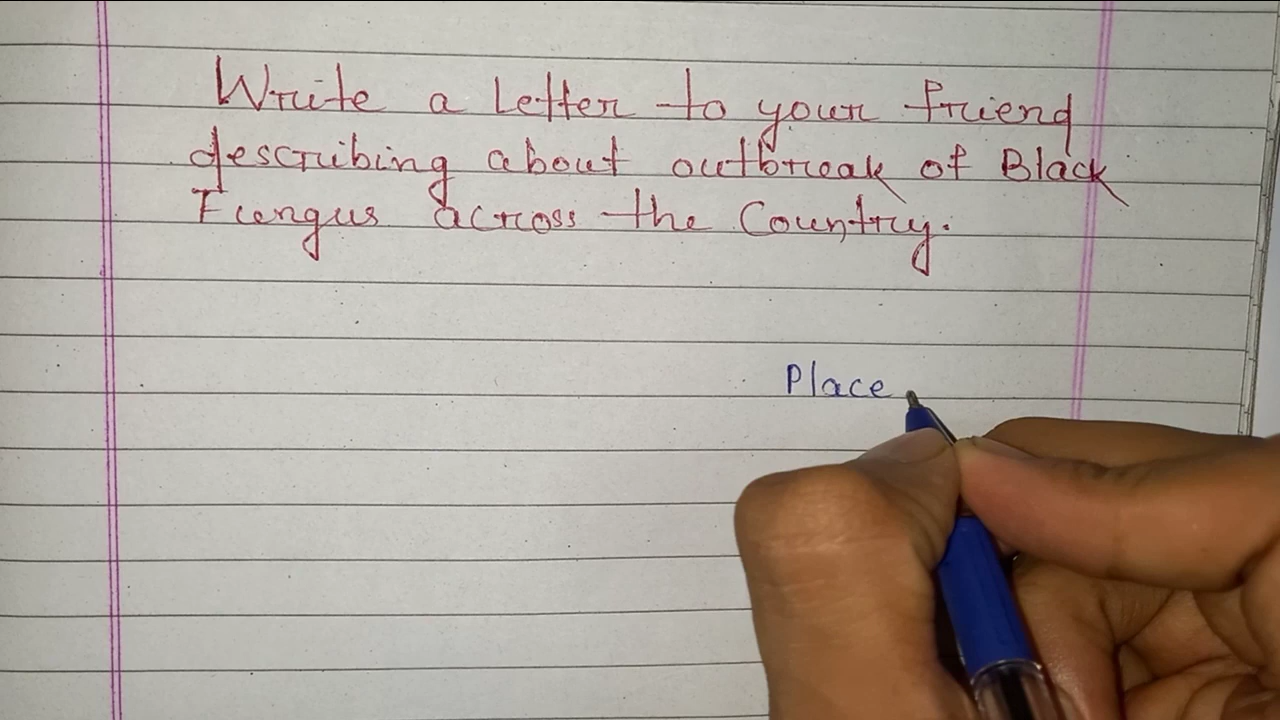 Write a letter to your friend
describing about outbreak of Black
Fungus across the Country.
Place